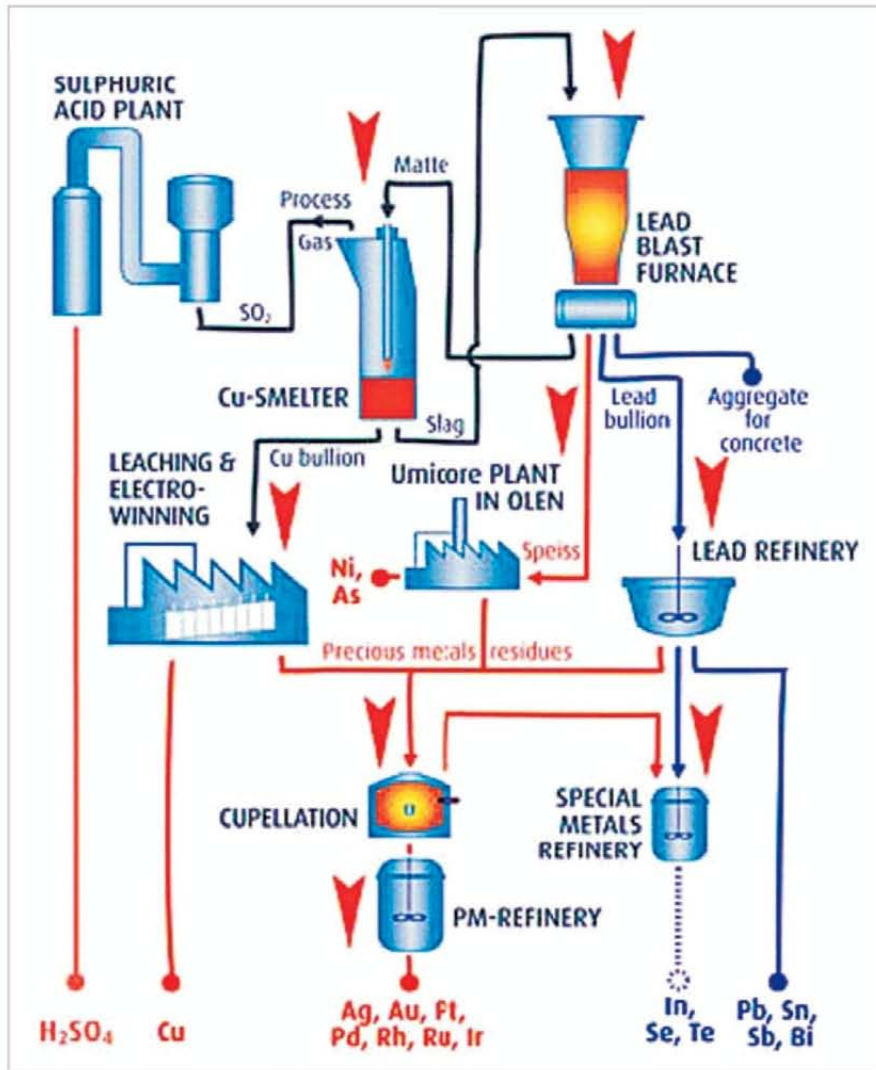 SULPHURIC
ACID PLANT
Matte
Process
Gas
SO₂
LEAD
BLAST
FURNACE
Cu-SMELTER
Slag
Cu bullion
Lead
bullion
Aggregate
for
concrete
LEACHING &
ELECTRO-
WINNING
Umicore PLANT
IN OLEN
Speiss
Ni,
As
LEAD REFINERY
Precious metals residues
CUPELLATION
U
SPECIAL
METALS
REFINERY
PM-REFINERY
H₂SO₄
Cu
Ag, Au, Pt,
Pd, Rh, Ru, Ir
In,
Se, Te
Pb, Sn,
Sb, Bi